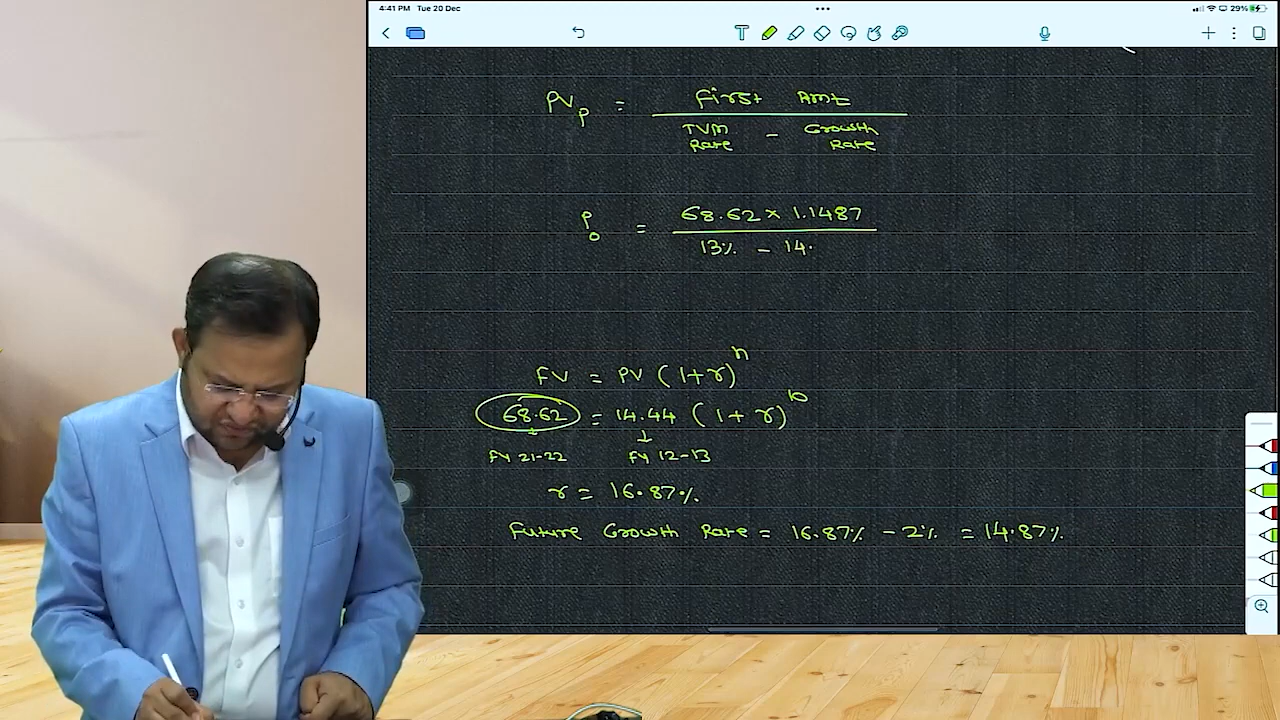 4:41 PM Tue 20 Dec
29%
T
PVp = First Amt
TVM Rate - Growth Rate
P0 = 68.62 × 1.1487
13% - 14.
FV = PV (1+r)^n
68.62 = 14.44 (1 + r)^10
FY 21-22 FY 12-13
r = 16.87%
Future Growth Rate = 16.87% - 2% = 14.87%